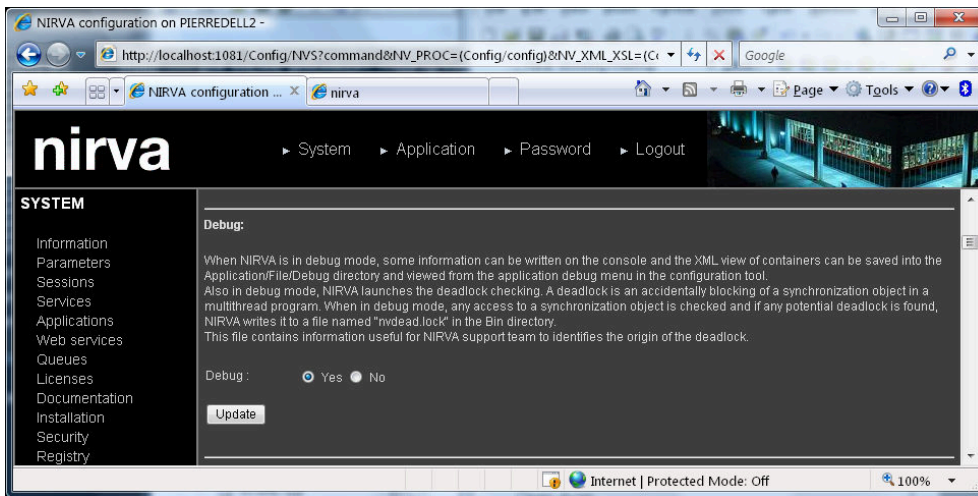 NIRVA configuration on PIERREDELL2 -
http://localhost:1081/Config/NVS?command&NV_PROC={Config/config}&NV_XML_XSL={Cc
Google
NIRVA configuration ...
nirva
Page
Tools
nirva
System
Application
Password
Logout
SYSTEM
Information
Parameters
Sessions
Services
Applications
Web services
Queues
Licenses
Documentation
Installation
Security
Registry
Debug:
When NIRVA is in debug mode, some information can be written on the console and the XML view of containers can be saved into the
Application/File/Debug directory and viewed from the application debug menu in the configuration tool.
Also in debug mode, NIRVA launches the deadlock checking. A deadlock is an accidentally blocking of a synchronization object in a
multithread program. When in debug mode, any access to a synchronization object is checked and if any potential deadlock is found,
NIRVA writes it to a file named "nvdead.lock" in the Bin directory.
This file contains information useful for NIRVA support team to identifies the origin of the deadlock.
Debug :
Yes
No
Update
Internet | Protected Mode: Off
100%